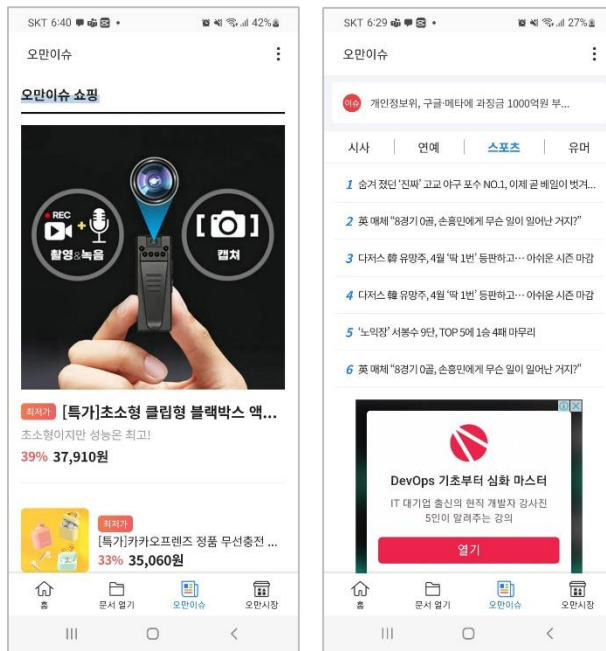 SKT 6:40
42%
오만이슈
오만이슈 쇼핑
REC
촬영&녹음
캡쳐
최저가 [특가]초소형 클립형 블랙박스 액...
초소형이지만 성능은 최고!
39% 37,910원
최저가
[특가]카카오프렌즈 정품 무선충전 ...
33% 35,060원
홈
문서 열기
오만이슈
오만시장
SKT 6:29
27%
오만이슈
이슈 개인정보위, 구글·메타에 과징금 1000억원 부...
시사
연예
스포츠
유머
1 숨겨 졌던 '진짜' 고교 야구 포수 NO.1, 이제 곧 베일이 벗겨...
2 英 매체 "8경기 0골, 손흥민에게 무슨 일이 일어난 거지?"
3 다저스 韓 유망주, 4월 '딱 1번' 등판하고… 아쉬운 시즌 마감
4 다저스 韓 유망주, 4월 '딱 1번' 등판하고… 아쉬운 시즌 마감
5 '노익장' 서봉수 9단, TOP 5에 1승 4패 마무리
6 英 매체 "8경기 0골, 손흥민에게 무슨 일이 일어난 거지?"
DevOps 기초부터 심화 마스터
IT 대기업 출신의 현직 개발자 강사진
5인이 알려주는 강의
열기
홈
문서 열기
오만이슈
오만시장